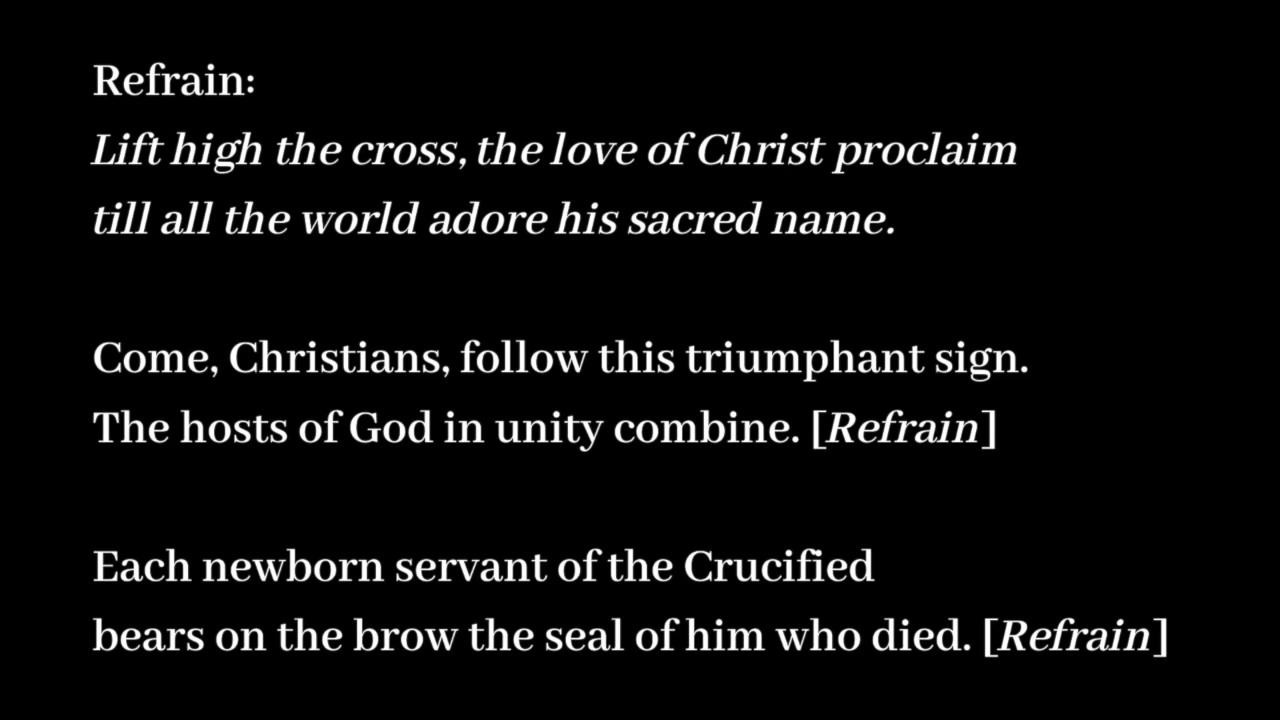 Refrain:
Lift high the cross, the love of Christ proclaim
till all the world adore his sacred name.
Come, Christians, follow this triumphant sign.
The hosts of God in unity combine. [Refrain]
Each newborn servant of the Crucified
bears on the brow the seal of him who died. [Refrain]